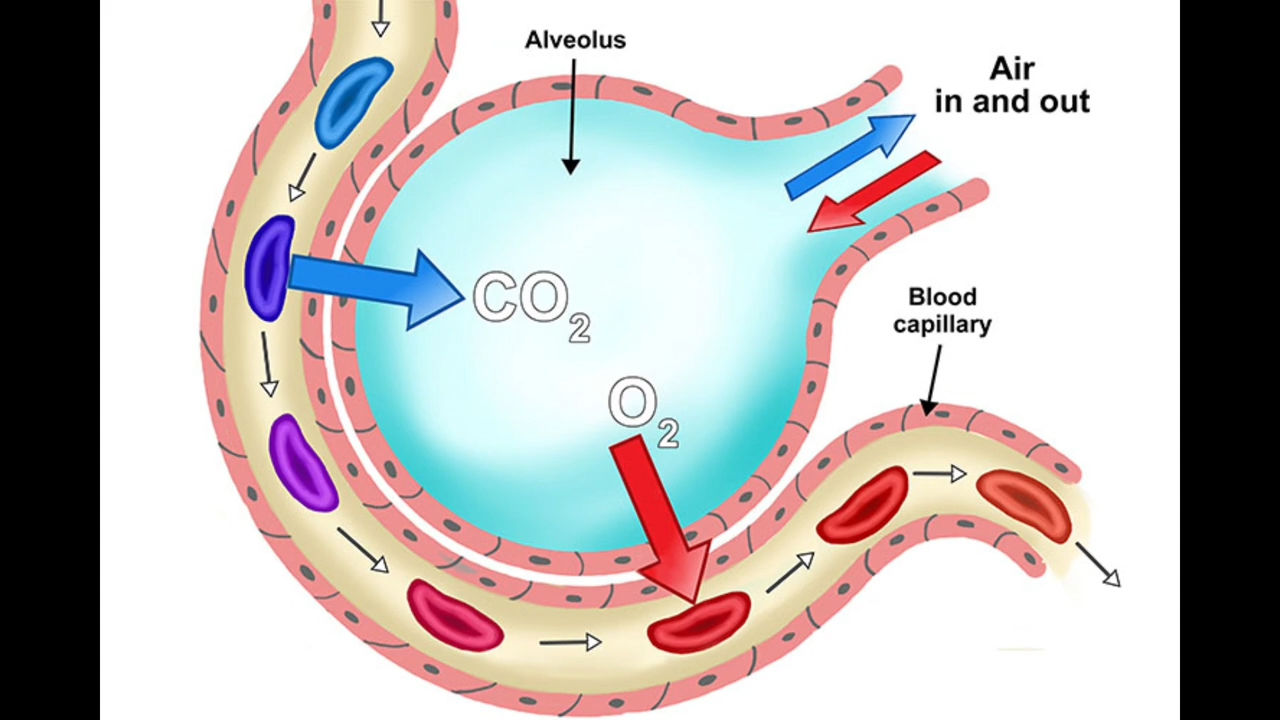 Alveolus
Air
in and out
CO₂
Blood
capillary
O₂